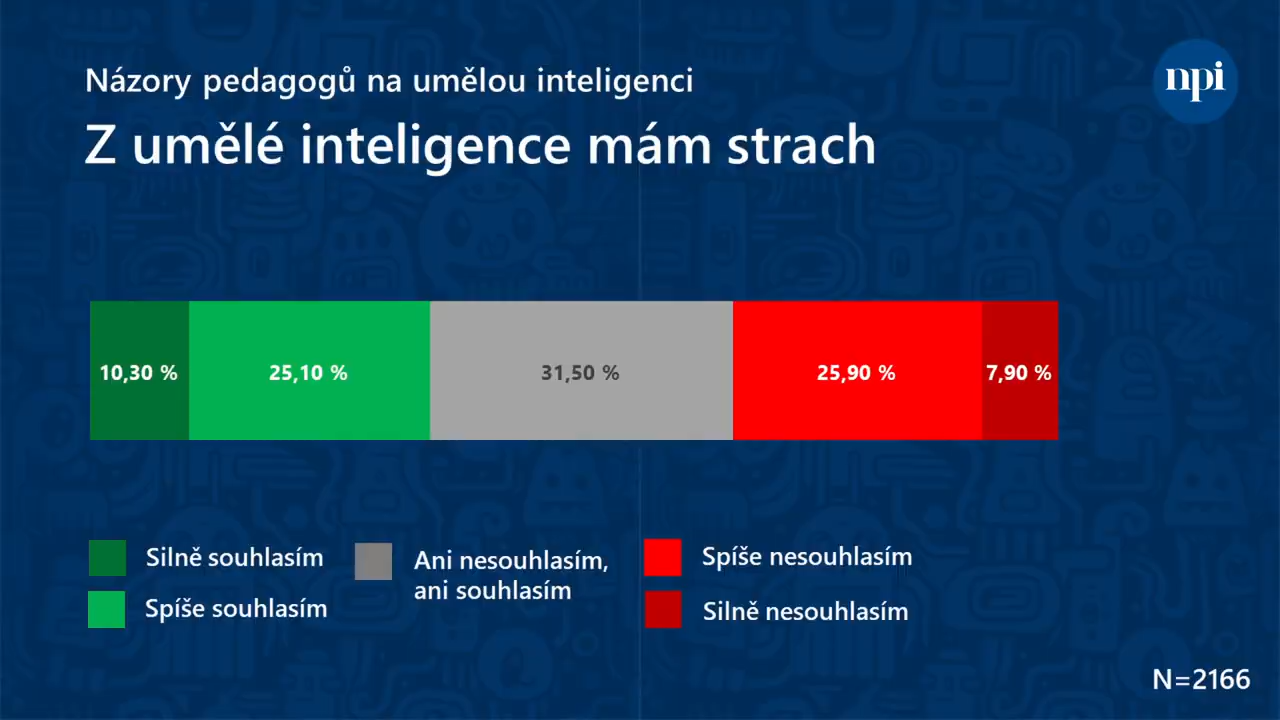 Názory pedagogů na umělou inteligenci
npi
Z umělé inteligence mám strach
10,30 %
25,10 %
31,50 %
25,90 %
7,90 %
Silně souhlasím
Spíše souhlasím
Ani nesouhlasím,
ani souhlasím
Spíše nesouhlasím
Silně nesouhlasím
N=2166